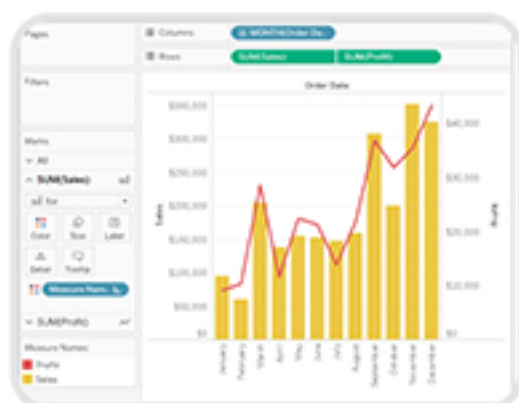 Pages
Columns
MONTH(Order Da..
Rows
SUM(Sales)
SUM(Profit)
Filters
Order Date
Marks
All
SUM(Sales)
Bar
Color
Size
Label
Detail
Tooltip
Measure Nam..
SUM(Profit)
Measure Names
Profit
Sales
Sales
$350,000
$300,000
$250,000
$200,000
$150,000
$100,000
$50,000
$0
Profit
$40,000
$30,000
$20,000
$10,000
$0
January
February
March
April
May
June
July
August
September
October
November
December